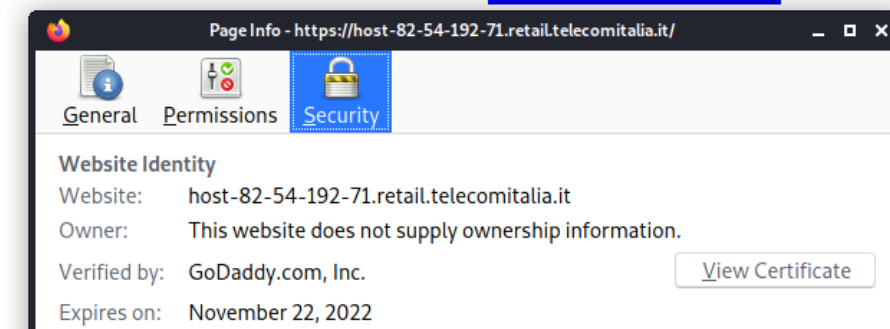 Page Info - https://host-82-54-192-71.retail.telecomitalia.it/
General Permissions Security
Website Identity
Website: host-82-54-192-71.retail.telecomitalia.it
Owner: This website does not supply ownership information.
Verified by: GoDaddy.com, Inc. View Certificate
Expires on: November 22, 2022